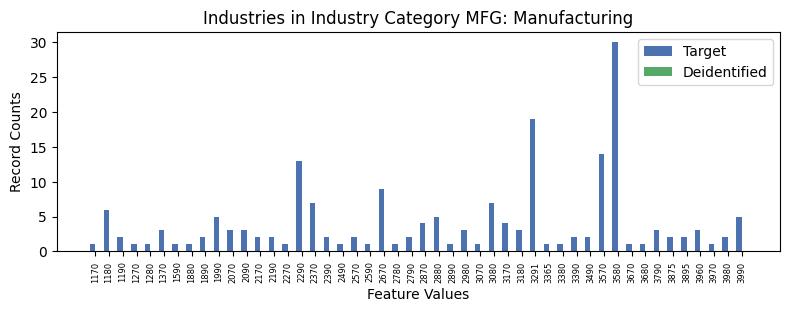 Industries in Industry Category MFG: Manufacturing
Target
Deidentified
Record Counts
30
25
20
15
10
5
0
1170 1180 1190 1270 1280 1370 1590 1880 1890 1990 2070 2090 2170 2190 2270 2290 2370 2390 2490 2570 2590 2670 2780 2790 2870 2880 2890 2980 3070 3080 3170 3180 3291 3365 3380 3390 3490 3570 3580 3670 3680 3790 3875 3895 3960 3970 3980 3990
Feature Values